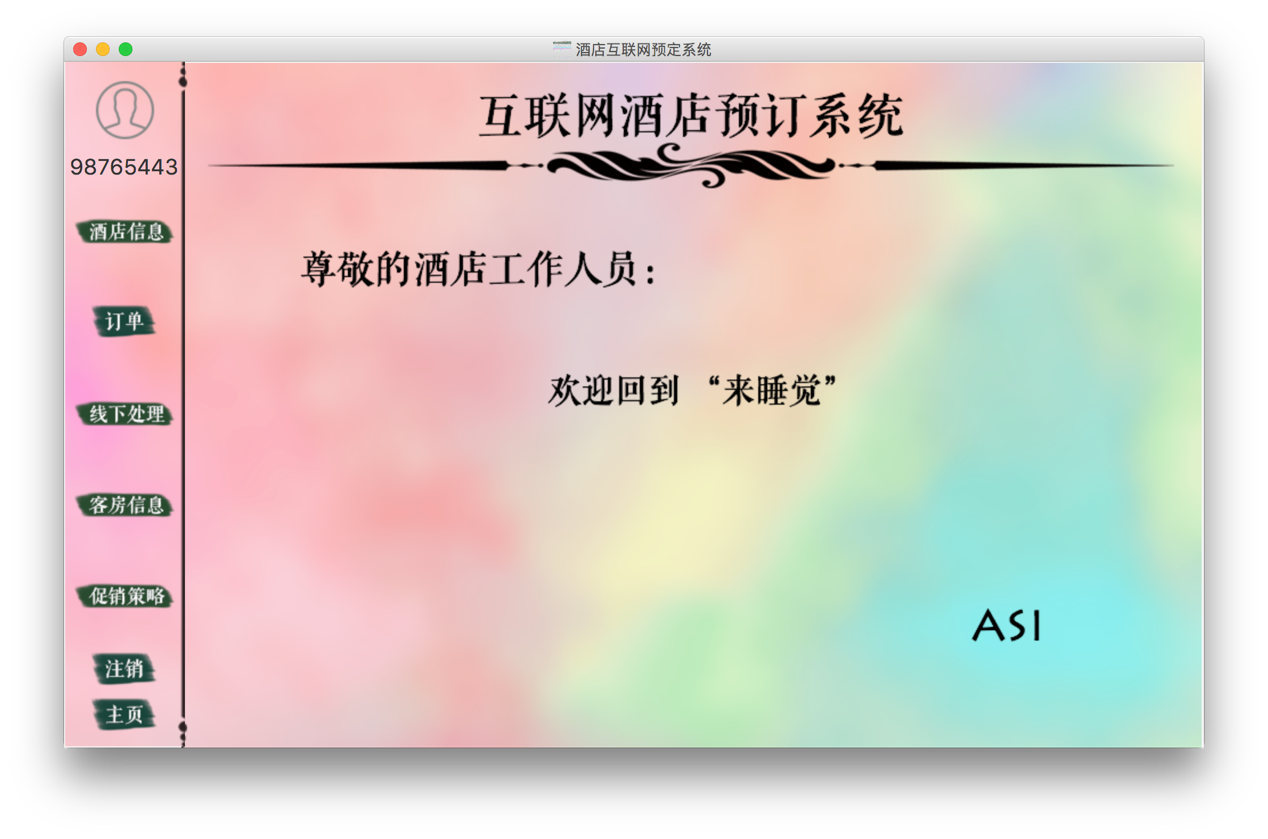 酒店互联网预定系统
98765443
酒店信息
订单
线下处理
客房信息
促销策略
注销
主页
互联网酒店预订系统
尊敬的酒店工作人员：
欢迎回到 “来睡觉”
ASI